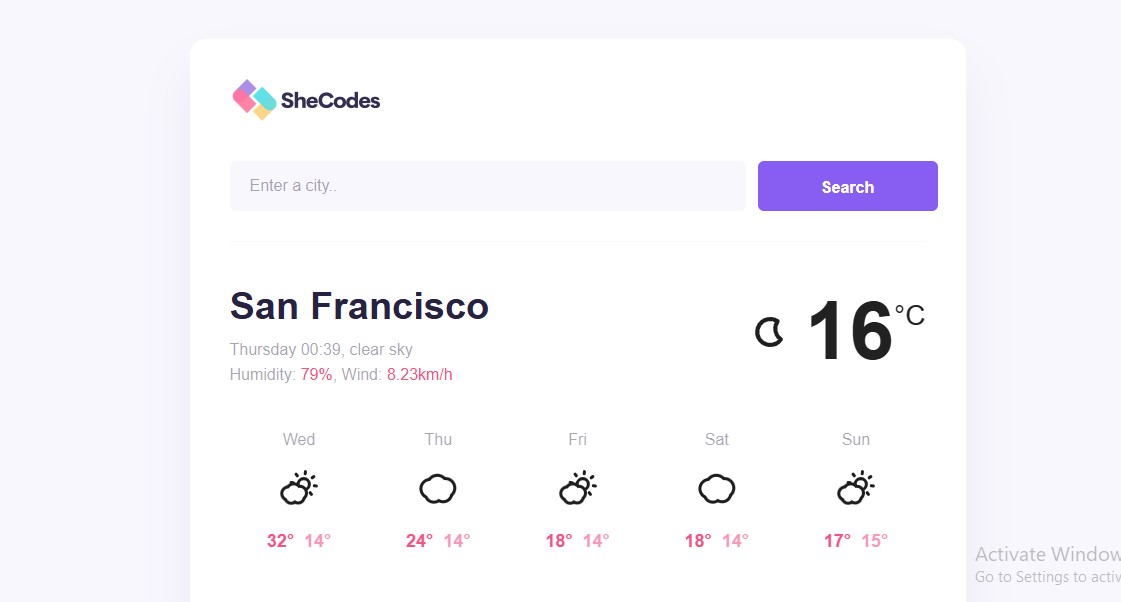 SheCodes
Enter a city..
Search
San Francisco
16°C
Thursday 00:39, clear sky
Humidity: 79%, Wind: 8.23km/h
Wed Thu Fri Sat Sun
32° 14° 24° 14° 18° 14° 18° 14° 17° 15°
Activate Window
Go to Settings to activ